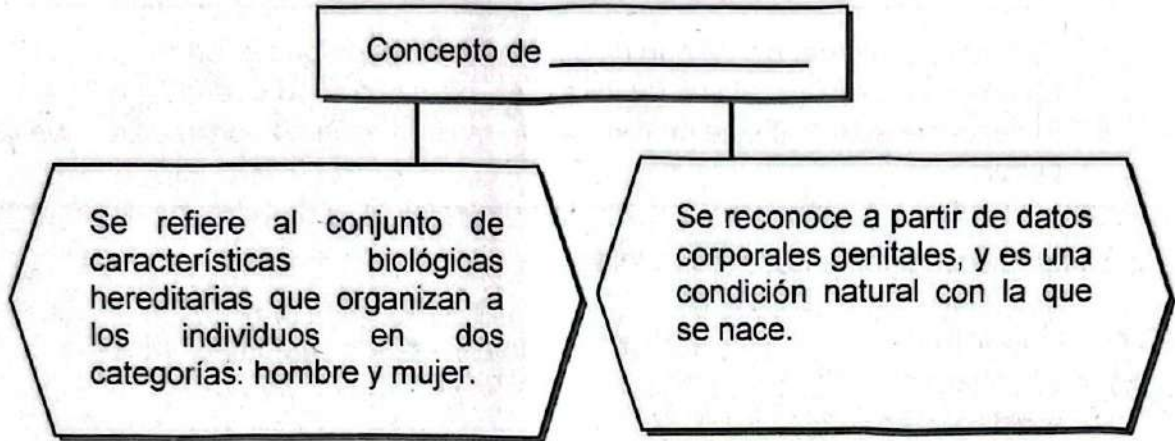 Concepto de ______________
Se refiere al conjunto de
características biológicas
hereditarias que organizan a
los individuos en dos
categorías: hombre y mujer.
Se reconoce a partir de datos
corporales genitales, y es una
condición natural con la que
se nace.